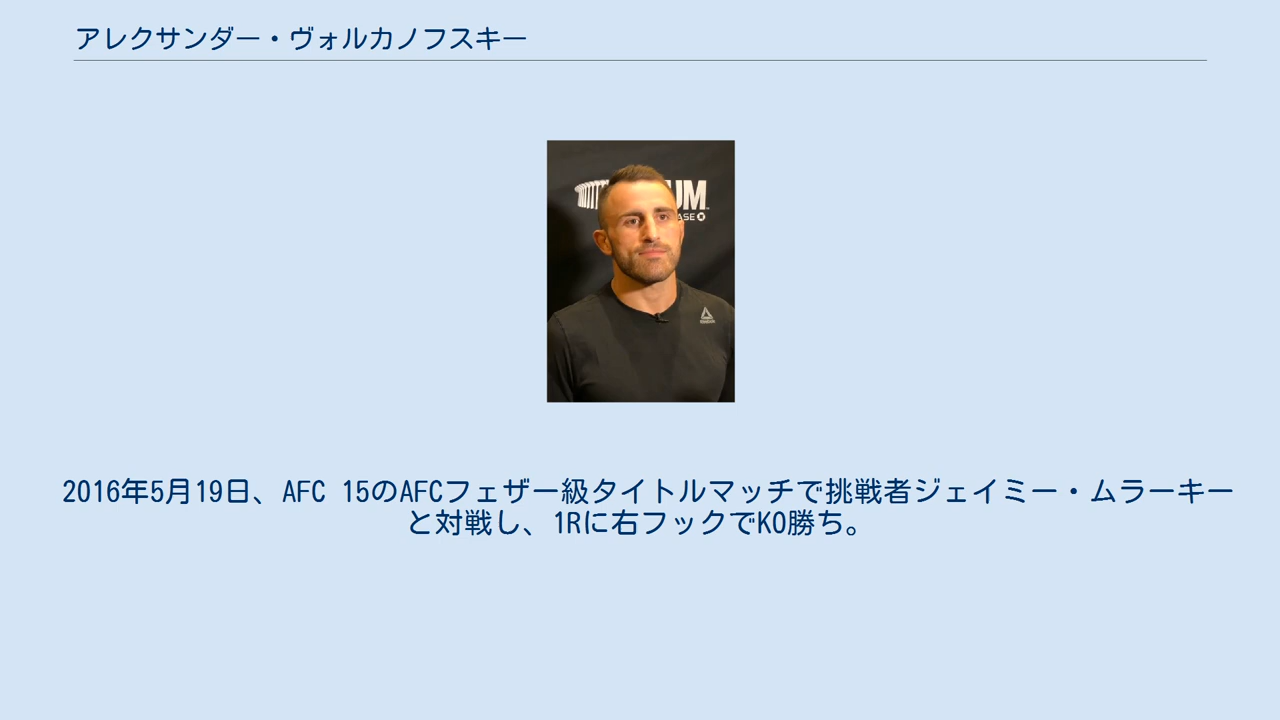 アレクサンダー・ヴォルカノフスキー
UM
ASE
Reebok
2016年5月19日、AFC 15のAFCフェザー級タイトルマッチで挑戦者ジェイミー・ムラーキー
と対戦し、1Rに右フックでKO勝ち。